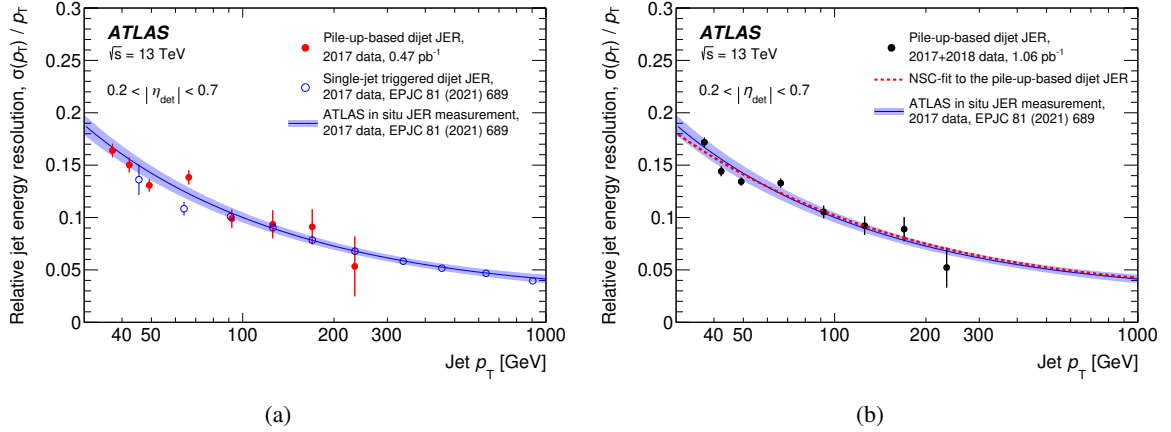 Relative jet energy resolution, σ(p_T) / p_T
0.3
0.25
0.2
0.15
0.1
0.05
0
ATLAS
√s = 13 TeV
0.2 < |η_det| < 0.7
Pile-up-based dijet JER,
2017 data, 0.47 pb⁻¹
Single-jet triggered dijet JER,
2017 data, EPJC 81 (2021) 689
ATLAS in situ JER measurement,
2017 data, EPJC 81 (2021) 689
40 50 100 200 300 1000
Jet p_T [GeV]
(a)
Relative jet energy resolution, σ(p_T) / p_T
0.3
0.25
0.2
0.15
0.1
0.05
0
ATLAS
√s = 13 TeV
0.2 < |η_det| < 0.7
Pile-up-based dijet JER,
2017+2018 data, 1.06 pb⁻¹
NSC-fit to the pile-up-based dijet JER
ATLAS in situ JER measurement,
2017 data, EPJC 81 (2021) 689
40 50 100 200 300 1000
Jet p_T [GeV]
(b)